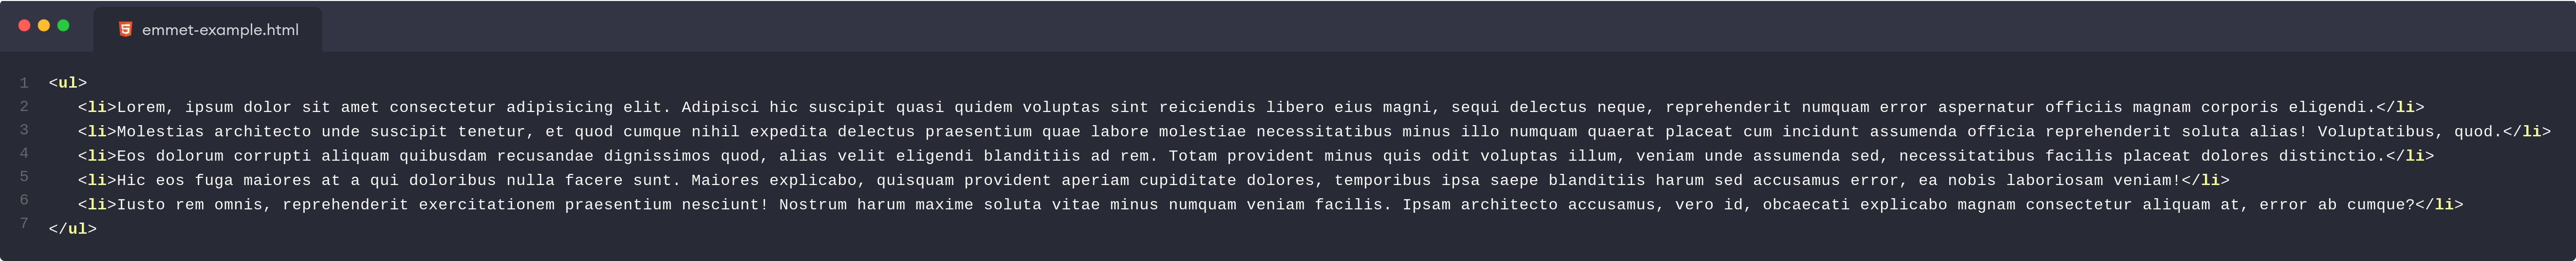 emmet-example.html
1 <ul>
2 <li>Lorem, ipsum dolor sit amet consectetur adipisicing elit. Adipisci hic suscipit quasi quidem voluptas sint reiciendis libero eius magni, sequi delectus neque, reprehenderit numquam error aspernatur officiis magnam corporis eligendi.</li>
3 <li>Molestias architecto unde suscipit tenetur, et quod cumque nihil expedita delectus praesentium quae labore molestiae necessitatibus minus illo numquam quaerat placeat cum incidunt assumenda officia reprehenderit soluta alias! Voluptatibus, quod.</li>
4 <li>Eos dolorum corrupti aliquam quibusdam recusandae dignissimos quod, alias velit eligendi blanditiis ad rem. Totam provident minus quis odit voluptas illum, veniam unde assumenda sed, necessitatibus facilis placeat dolores distinctio.</li>
5 <li>Hic eos fuga maiores at a qui doloribus nulla facere sunt. Maiores explicabo, quisquam provident aperiam cupiditate dolores, temporibus ipsa saepe blanditiis harum sed accusamus error, ea nobis laboriosam veniam!</li>
6 <li>Iusto rem omnis, reprehenderit exercitationem praesentium nesciunt! Nostrum harum maxime soluta vitae minus numquam veniam facilis. Ipsam architecto accusamus, vero id, obcaecati explicabo magnam consectetur aliquam at, error ab cumque?</li>
7 </ul>